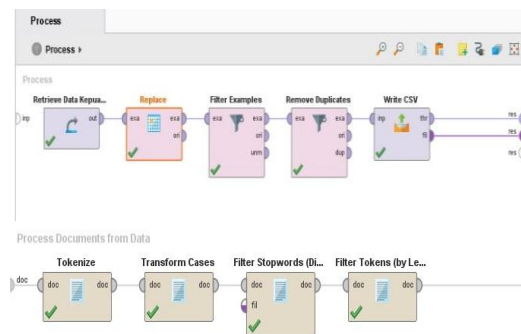 Process
Process
Process
Retrieve Data Kepua...
Replace
Filter Examples
Remove Duplicates
Write CSV
inp
out
exa
exa
ori
exa
exa
ori
unm
exa
exa
ori
dup
inp
thr
fil
res
res
res
Process Documents from Data
Tokenize
Transform Cases
Filter Stopwords (Di...
Filter Tokens (by Le...
doc
doc
doc
doc
doc
doc
doc
fil
doc
doc